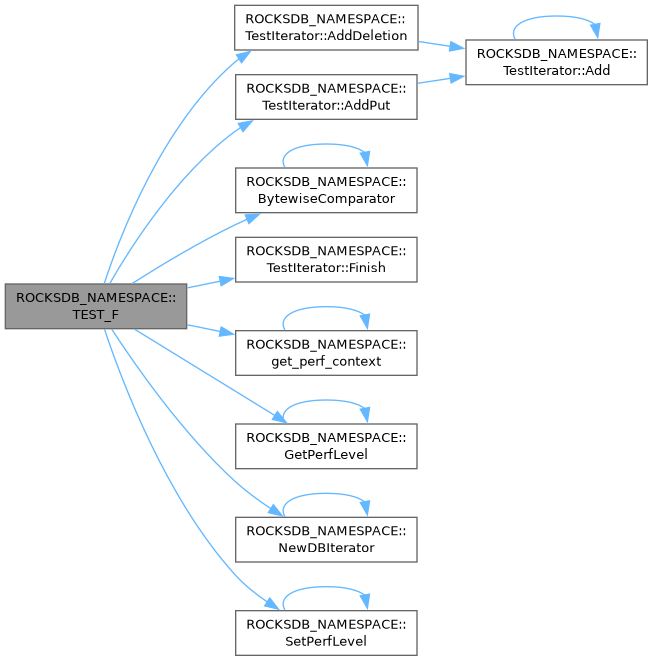 ROCKSDB_NAMESPACE::
TestIterator::AddDeletion
ROCKSDB_NAMESPACE::
TestIterator::Add
ROCKSDB_NAMESPACE::
TestIterator::AddPut
ROCKSDB_NAMESPACE::
BytewiseComparator
ROCKSDB_NAMESPACE::
TestIterator::Finish
ROCKSDB_NAMESPACE::
TEST_F
ROCKSDB_NAMESPACE::
get_perf_context
ROCKSDB_NAMESPACE::
GetPerfLevel
ROCKSDB_NAMESPACE::
NewDBIterator
ROCKSDB_NAMESPACE::
SetPerfLevel